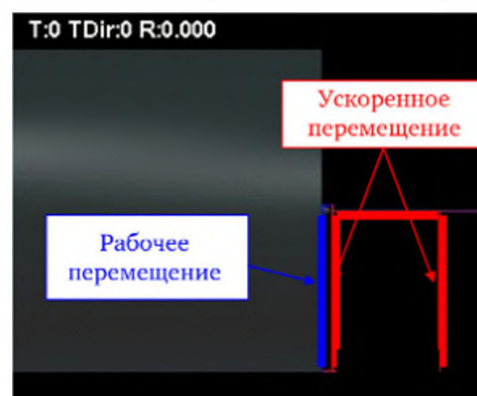 T:0 TDir:0 R:0.000
Ускоренное
перемещение
Рабочее
перемещение